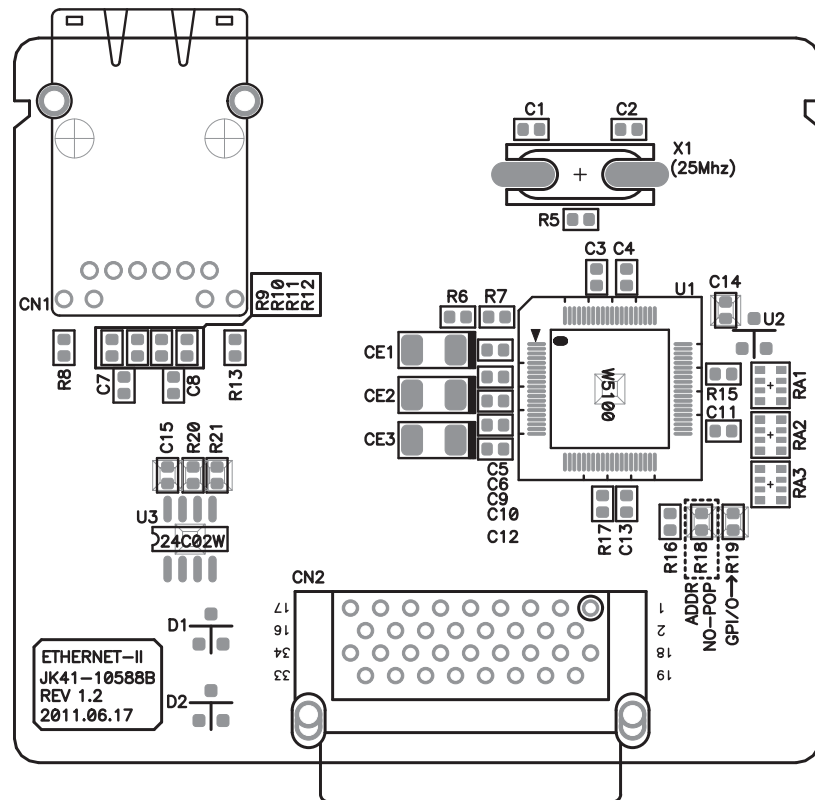 C1
C2
X1
(25Mhz)
R5
C3
C4
U1
C14
U2
CN1
R9
R10
R11
R12
R6
R7
CE1
CE2
CE3
R8
C7
C8
R13
W5100
R15
C11
RA1
RA2
RA3
C15
R20
R21
C5
C6
C9
C10
C12
U3
24C02W
R17
C13
R16
R18
R19
ADDR
NO-POP
GPI/O→
CN2
17
16
34
33
1
2
18
19
D1
D2
ETHERNET-II
JK41-10588B
REV 1.2
2011.06.17